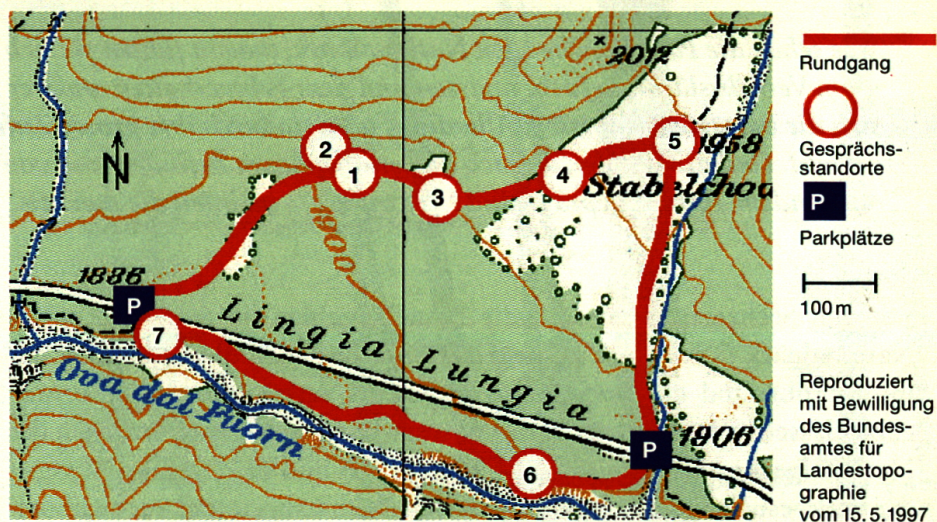 2012
N
5
1958
2
1
4
Stabelchod
3
1900
1886
P
7
Lingia Lungia
Ova dal Fuorn
6
P
1906
Rundgang
Gesprächs-
standorte
P
Parkplätze
100 m
Reproduziert
mit Bewilligung
des Bundes-
amtes für
Landestopo-
graphie
vom 15.5.1997